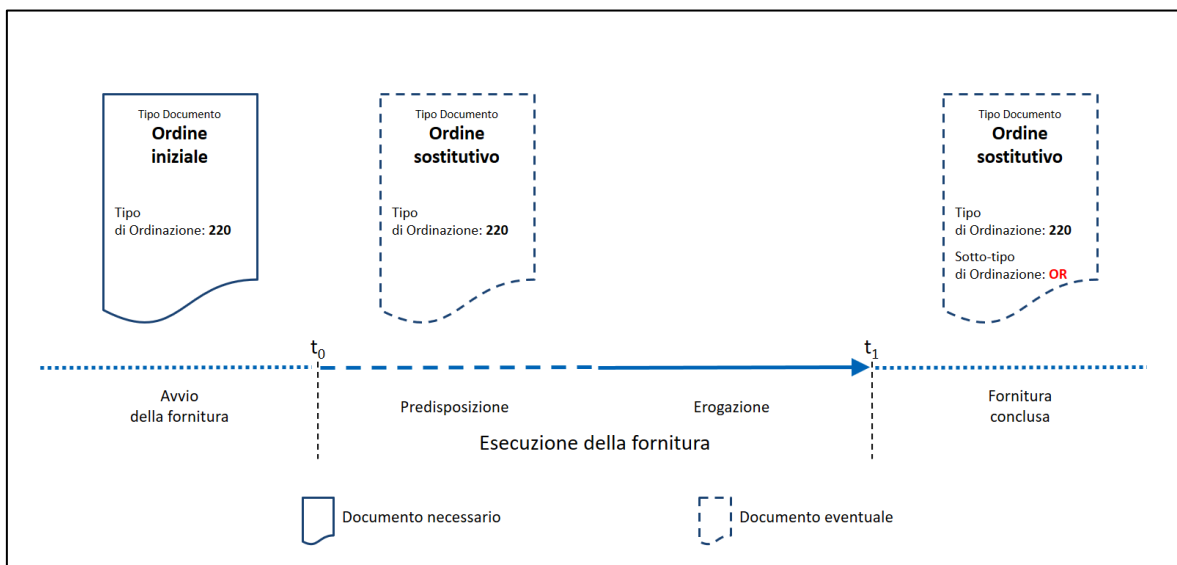 Tipo Documento
Ordine
iniziale
Tipo
di Ordinazione: 220
Tipo Documento
Ordine
sostitutivo
Tipo
di Ordinazione: 220
Tipo Documento
Ordine
sostitutivo
Tipo
di Ordinazione: 220
Sotto-tipo
di Ordinazione: OR
t0
t1
Avvio
della fornitura
Predisposizione
Erogazione
Fornitura
conclusa
Esecuzione della fornitura
Documento necessario
Documento eventuale